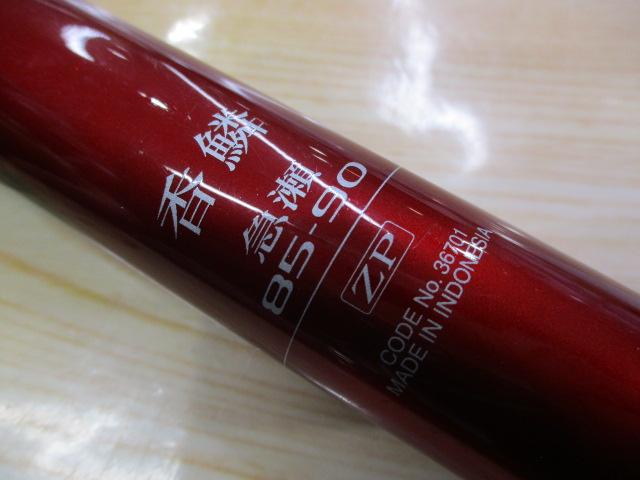 香鱗
急瀬
85-90
ZP
CODE No. 36701
MADE IN INDONESIA